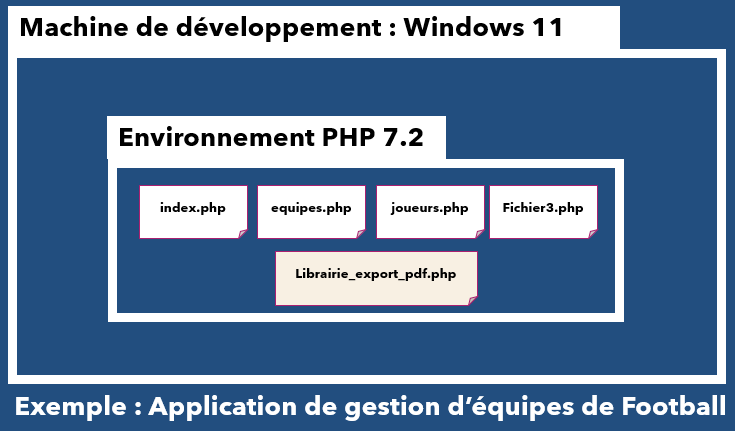 Machine de développement : Windows 11
Environnement PHP 7.2
index.php
equipes.php
joueurs.php
Fichier3.php
Librairie_export_pdf.php
Exemple : Application de gestion d’équipes de Football